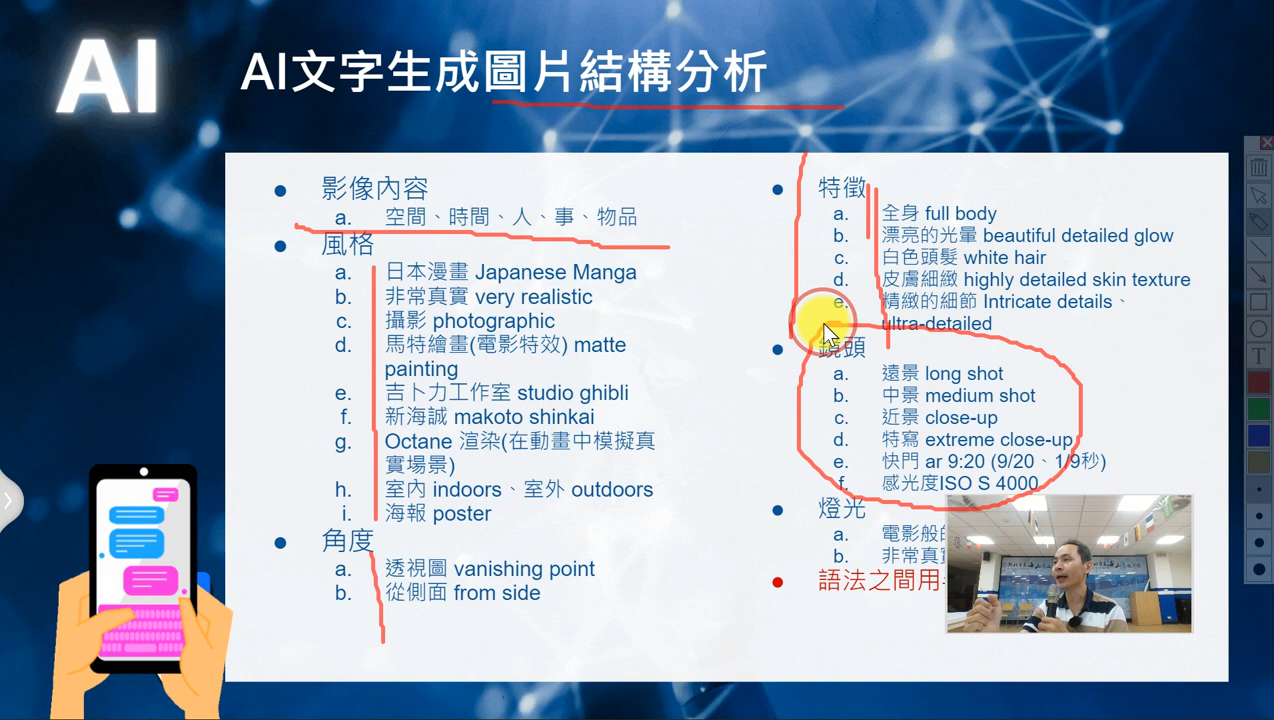 AI
AI文字生成圖片結構分析
● 影像內容
a. 空間、時間、人、事、物品
● 風格
a. 日本漫畫 Japanese Manga
b. 非常真實 very realistic
c. 攝影 photographic
d. 馬特繪畫(電影特效) matte
painting
e. 吉卜力工作室 studio ghibli
f. 新海誠 makoto shinkai
g. Octane 渲染(在動畫中模擬真
實場景)
h. 室內 indoors、室外 outdoors
i. 海報 poster
● 角度
a. 透視圖 vanishing point
b. 從側面 from side
● 特徵
a. 全身 full body
b. 漂亮的光暈 beautiful detailed glow
c. 白色頭髮 white hair
d. 皮膚細緻 highly detailed skin texture
e. 精緻的細節 Intricate details、
ultra-detailed
● 鏡頭
a. 遠景 long shot
b. 中景 medium shot
c. 近景 close-up
d. 特寫 extreme close-up
e. 快門 ar 9:20 (9/20、1/9秒)
f. 感光度ISO S 4000
● 燈光
a. 電影般
b. 非常真
● 語法之間用
T